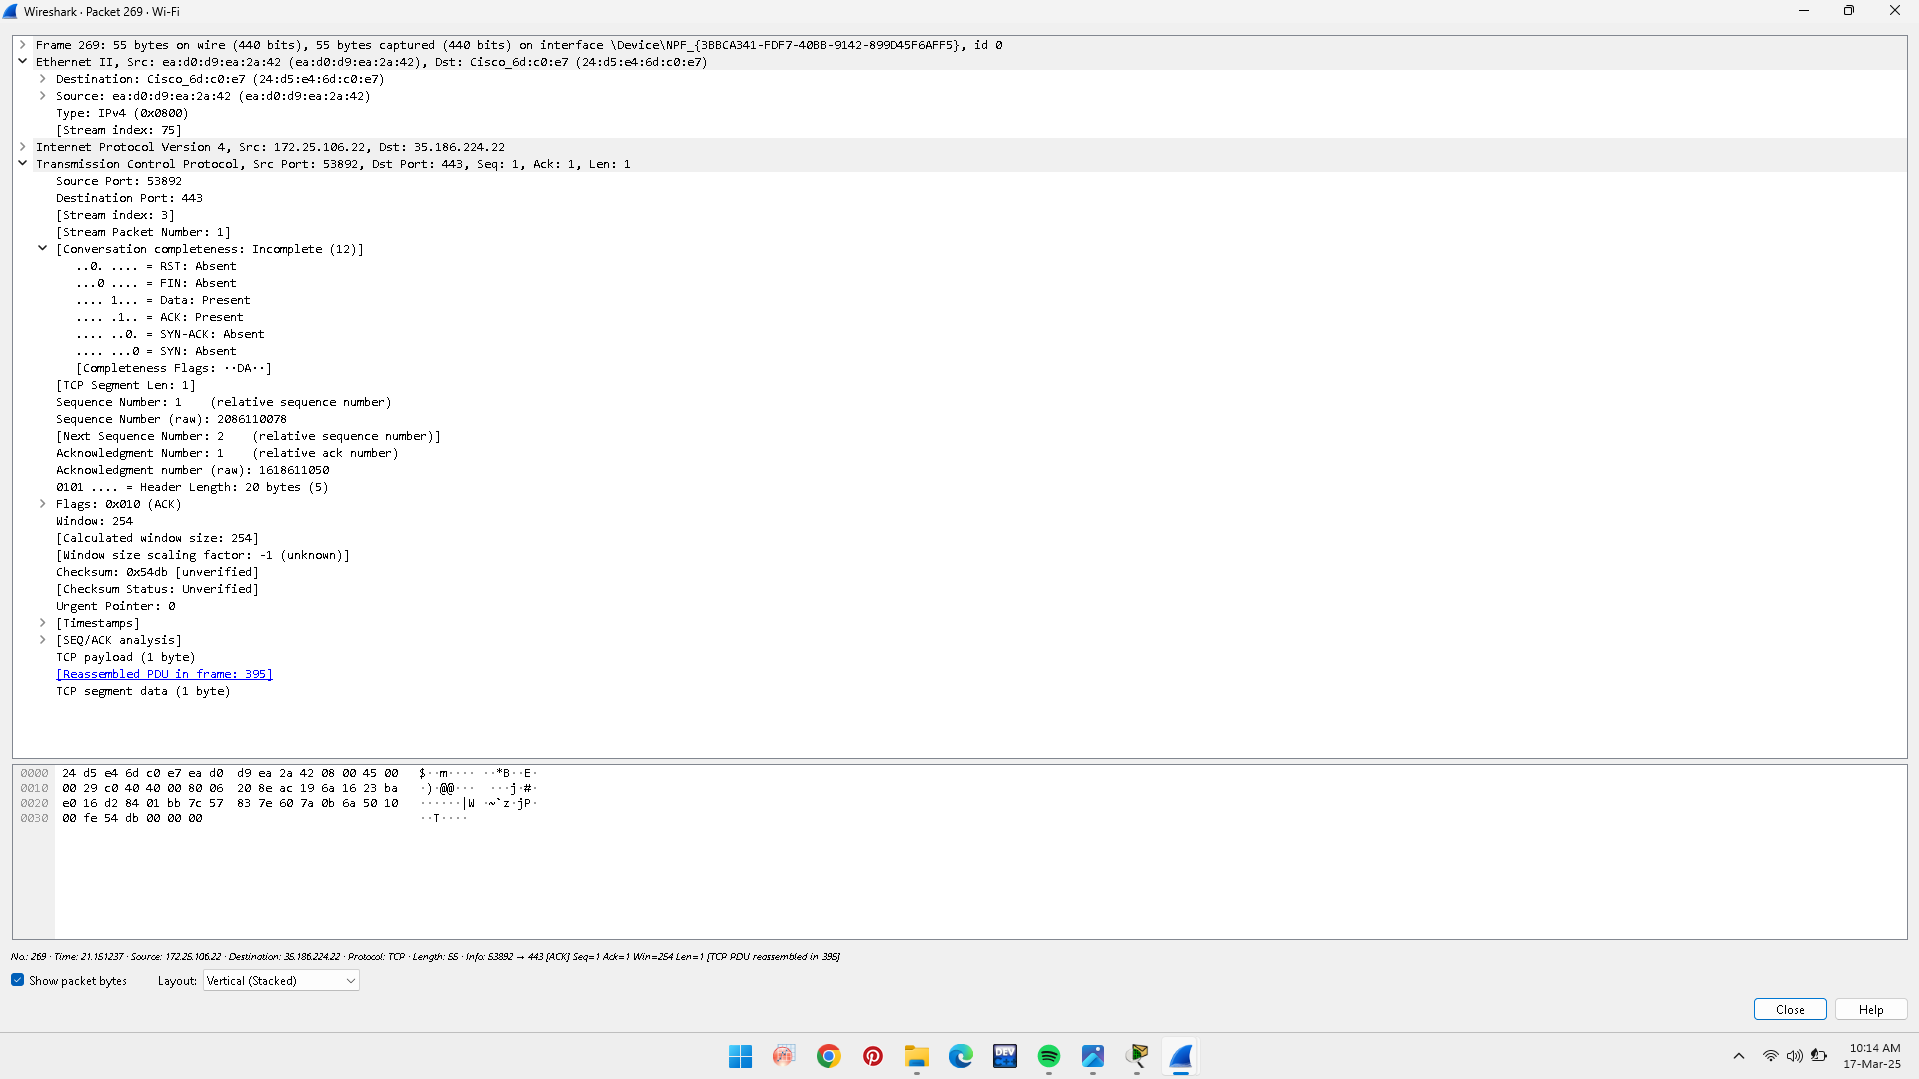 Wireshark · Packet 269 · Wi-Fi
Frame 269: 55 bytes on wire (440 bits), 55 bytes captured (440 bits) on interface \Device\NPF_{3BBCA341-FDF7-40BB-9142-899D45F6AFF5}, id 0
Ethernet II, Src: ea:d0:d9:ea:2a:42 (ea:d0:d9:ea:2a:42), Dst: Cisco_6d:c0:e7 (24:d5:e4:6d:c0:e7)
Destination: Cisco_6d:c0:e7 (24:d5:e4:6d:c0:e7)
Source: ea:d0:d9:ea:2a:42 (ea:d0:d9:ea:2a:42)
Type: IPv4 (0x0800)
[Stream index: 75]
Internet Protocol Version 4, Src: 172.25.106.22, Dst: 35.186.224.22
Transmission Control Protocol, Src Port: 53892, Dst Port: 443, Seq: 1, Ack: 1, Len: 1
Source Port: 53892
Destination Port: 443
[Stream index: 3]
[Stream Packet Number: 1]
[Conversation completeness: Incomplete (12)]
..0. .... = RST: Absent
...0 .... = FIN: Absent
.... 1... = Data: Present
.... .1.. = ACK: Present
.... ..0. = SYN-ACK: Absent
.... ...0 = SYN: Absent
[Completeness Flags: ··DA··]
[TCP Segment Len: 1]
Sequence Number: 1    (relative sequence number)
Sequence Number (raw): 2086110078
[Next Sequence Number: 2    (relative sequence number)]
Acknowledgment Number: 1    (relative ack number)
Acknowledgment number (raw): 1618611050
0101 .... = Header Length: 20 bytes (5)
Flags: 0x010 (ACK)
Window: 254
[Calculated window size: 254]
[Window size scaling factor: -1 (unknown)]
Checksum: 0x54db [unverified]
[Checksum Status: Unverified]
Urgent Pointer: 0
[Timestamps]
[SEQ/ACK analysis]
TCP payload (1 byte)
[Reassembled PDU in frame: 395]
TCP segment data (1 byte)
0000 24 d5 e4 6d c0 e7 ea d0 d9 ea 2a 42 08 00 45 00 $··m···· ··*B··E·
0010 00 29 c0 40 40 00 80 06 20 8e ac 19 6a 16 23 ba ·)·@@··· ···j·#·
0020 e0 16 d2 84 01 bb 7c 57 83 7e 60 7a 0b 6a 50 10 ······|W ·~`z·jP·
0030 00 fe 54 db 00 00 00 ··T····
No.: 269 · Time: 21.151237 · Source: 172.25.106.22 · Destination: 35.186.224.22 · Protocol: TCP · Length: 55 · Info: 53892 → 443 [ACK] Seq=1 Ack=1 Win=254 Len=1 [TCP PDU reassembled in 395]
Show packet bytes Layout: Vertical (Stacked)
Close Help
DEV
10:14 AM
17-Mar-25